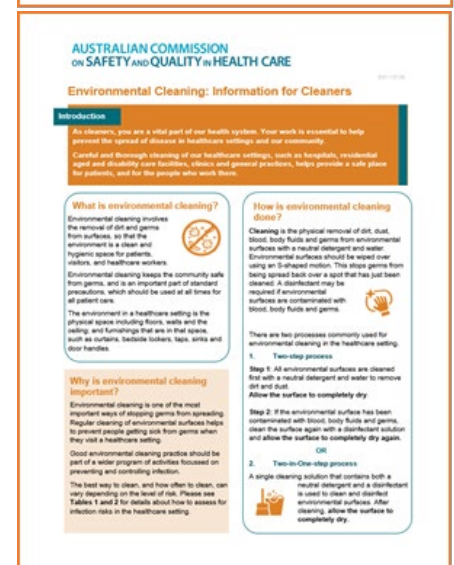 AUSTRALIAN COMMISSION
ON SAFETY AND QUALITY IN HEALTH CARE
Environmental Cleaning: Information for Cleaners
Introduction
As cleaners, you are a vital part of our health system. Your work is essential to help
prevent the spread of disease in healthcare settings and our community.
Careful and thorough cleaning of our healthcare settings, such as hospitals, residential
aged and disability care facilities, clinics and general practices, helps provide a safe place
for patients, and for the people who work there.
What is environmental cleaning?
Environmental cleaning involves
the removal of dirt and germs
from surfaces, so that the
environment is a clean and
hygienic space for patients,
visitors, and healthcare workers.
Environmental cleaning keeps the community safe
from germs, and is an important part of standard
precautions, which should be used at all times for
all patient care.
The environment in a healthcare setting is the
physical space including floors, walls and the
ceiling; and furnishings that are in that space,
such as curtains, bedside lockers, taps, sinks and
door handles.
Why is environmental cleaning
important?
Environmental cleaning is one of the most
important ways of stopping germs from spreading.
Regular cleaning of environmental surfaces helps
to prevent people getting sick from germs when
they visit a healthcare setting.
Good environmental cleaning practice should be
part of a wider program of activities focussed on
preventing and controlling infection.
The best way to clean, and how often to clean, can
vary depending on the level of risk. Please see
Tables 1 and 2 for details about how to assess for
infection risks in the healthcare setting.
How is environmental cleaning
done?
Cleaning is the physical removal of dirt, dust,
blood, body fluids and germs from environmental
surfaces with a neutral detergent and water.
Environmental surfaces should be wiped over
using an S-shaped motion. This stops germs from
being spread back over a spot that has just been
cleaned. A disinfectant may be
required if environmental
surfaces are contaminated with
blood, body fluids and germs.
There are two processes commonly used for
environmental cleaning in the healthcare setting.
1. Two-step process
Step 1: All environmental surfaces are cleaned
first with a neutral detergent and water to remove
dirt and dust.
Allow the surface to completely dry.
Step 2: If the environmental surface has been
contaminated with blood, body fluids and germs,
clean the surface again with a disinfectant solution
and allow the surface to completely dry again.
OR
2. Two-in-One-step process
A single cleaning solution that contains both a
neutral detergent and a disinfectant
is used to clean and disinfect
environmental surfaces. After
cleaning, allow the surface to
completely dry.